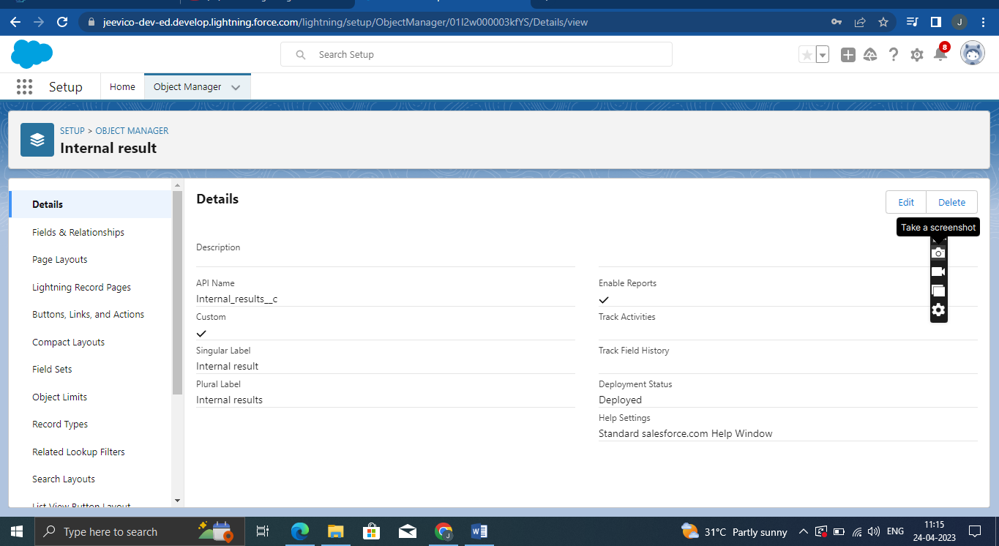 jeevico-dev-ed.develop.lightning.force.com/lightning/setup/ObjectManager/01I2w000003kfYS/Details/view
J
Search Setup
8
Setup
Home
Object Manager
SETUP > OBJECT MANAGER
Internal result
Details
Fields & Relationships
Page Layouts
Lightning Record Pages
Buttons, Links, and Actions
Compact Layouts
Field Sets
Object Limits
Record Types
Related Lookup Filters
Search Layouts
List View Button Layout
Details
Edit
Delete
Take a screenshot
Description
API Name
Internal_results__c
Custom
Singular Label
Internal result
Plural Label
Internal results
Enable Reports
Track Activities
Track Field History
Deployment Status
Deployed
Help Settings
Standard salesforce.com Help Window
Type here to search
J
31°C Partly sunny
ENG
11:15
24-04-2023